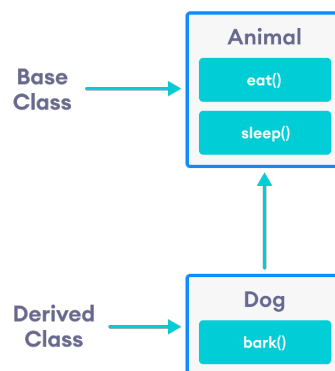 Animal
Base
Class
eat()
sleep()
Dog
Derived
Class
bark()